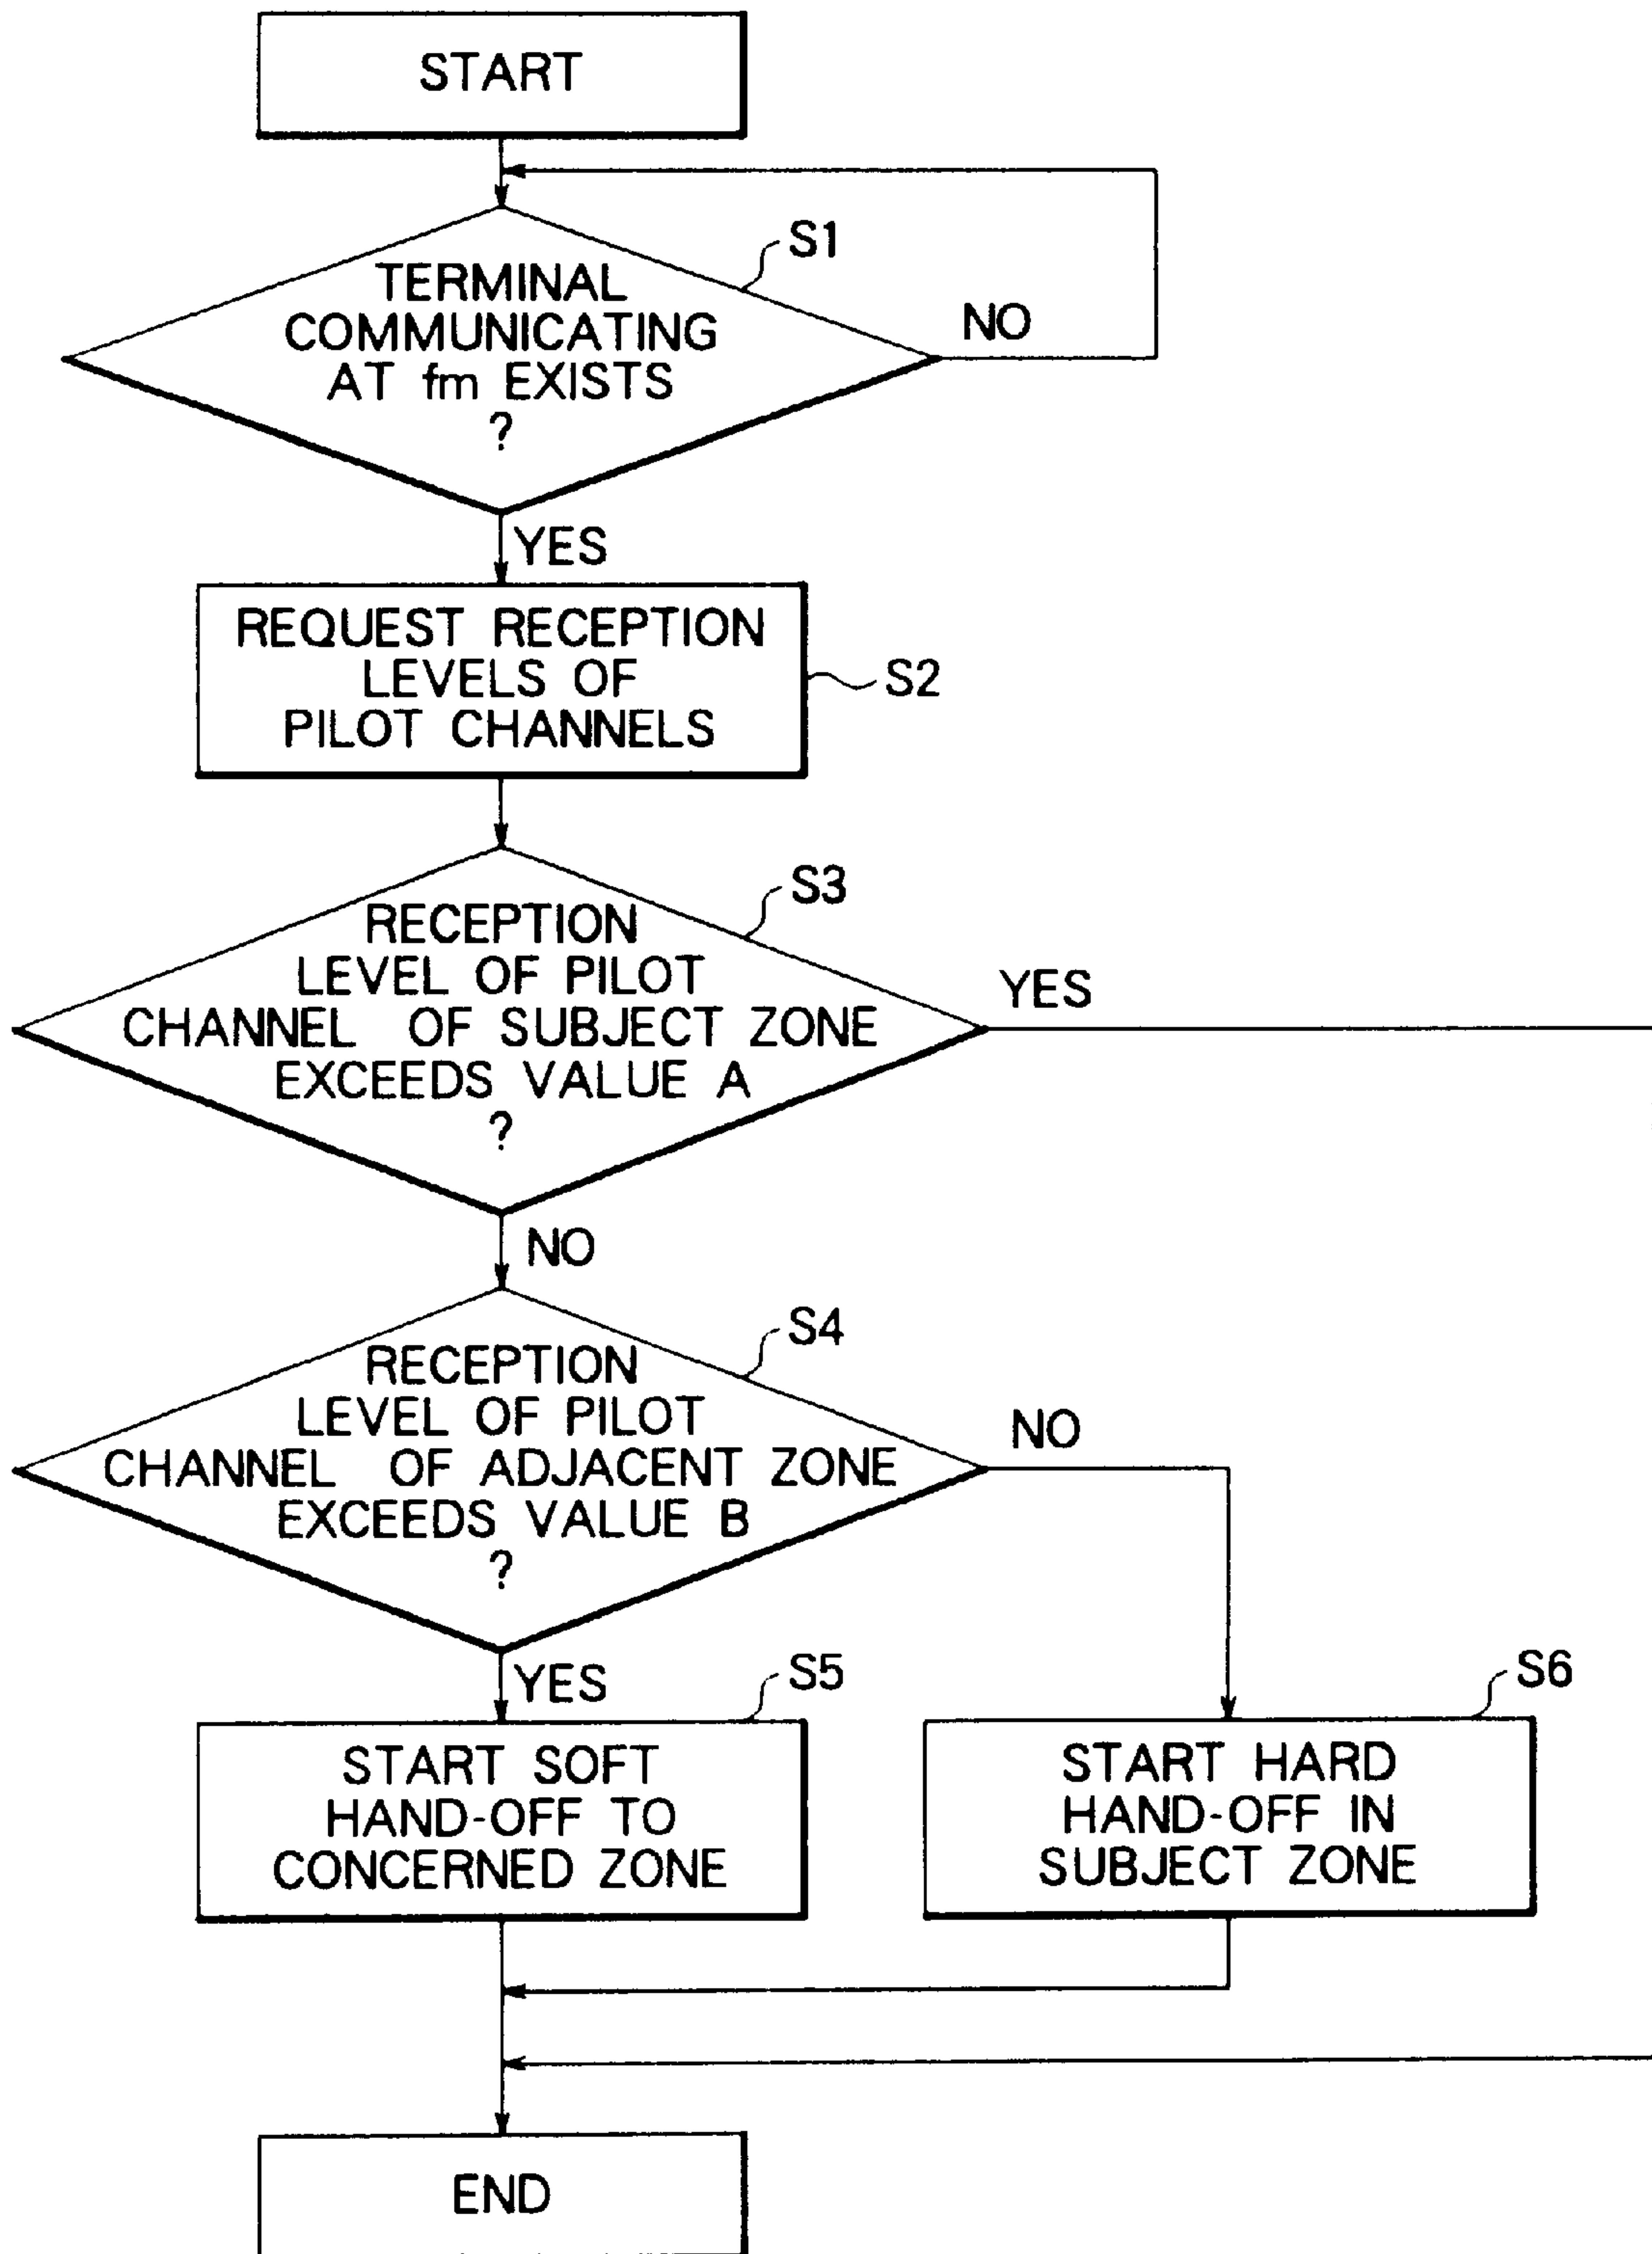 START
S1
TERMINAL
COMMUNICATING
AT fm EXISTS
?
NO
YES
REQUEST RECEPTION
LEVELS OF
PILOT CHANNELS
S2
S3
RECEPTION
LEVEL OF PILOT
CHANNEL OF SUBJECT ZONE
EXCEEDS VALUE A
?
YES
NO
S4
RECEPTION
LEVEL OF PILOT
CHANNEL OF ADJACENT ZONE
EXCEEDS VALUE B
?
NO
YES
S5
START SOFT
HAND-OFF TO
CONCERNED ZONE
S6
START HARD
HAND-OFF IN
SUBJECT ZONE
END